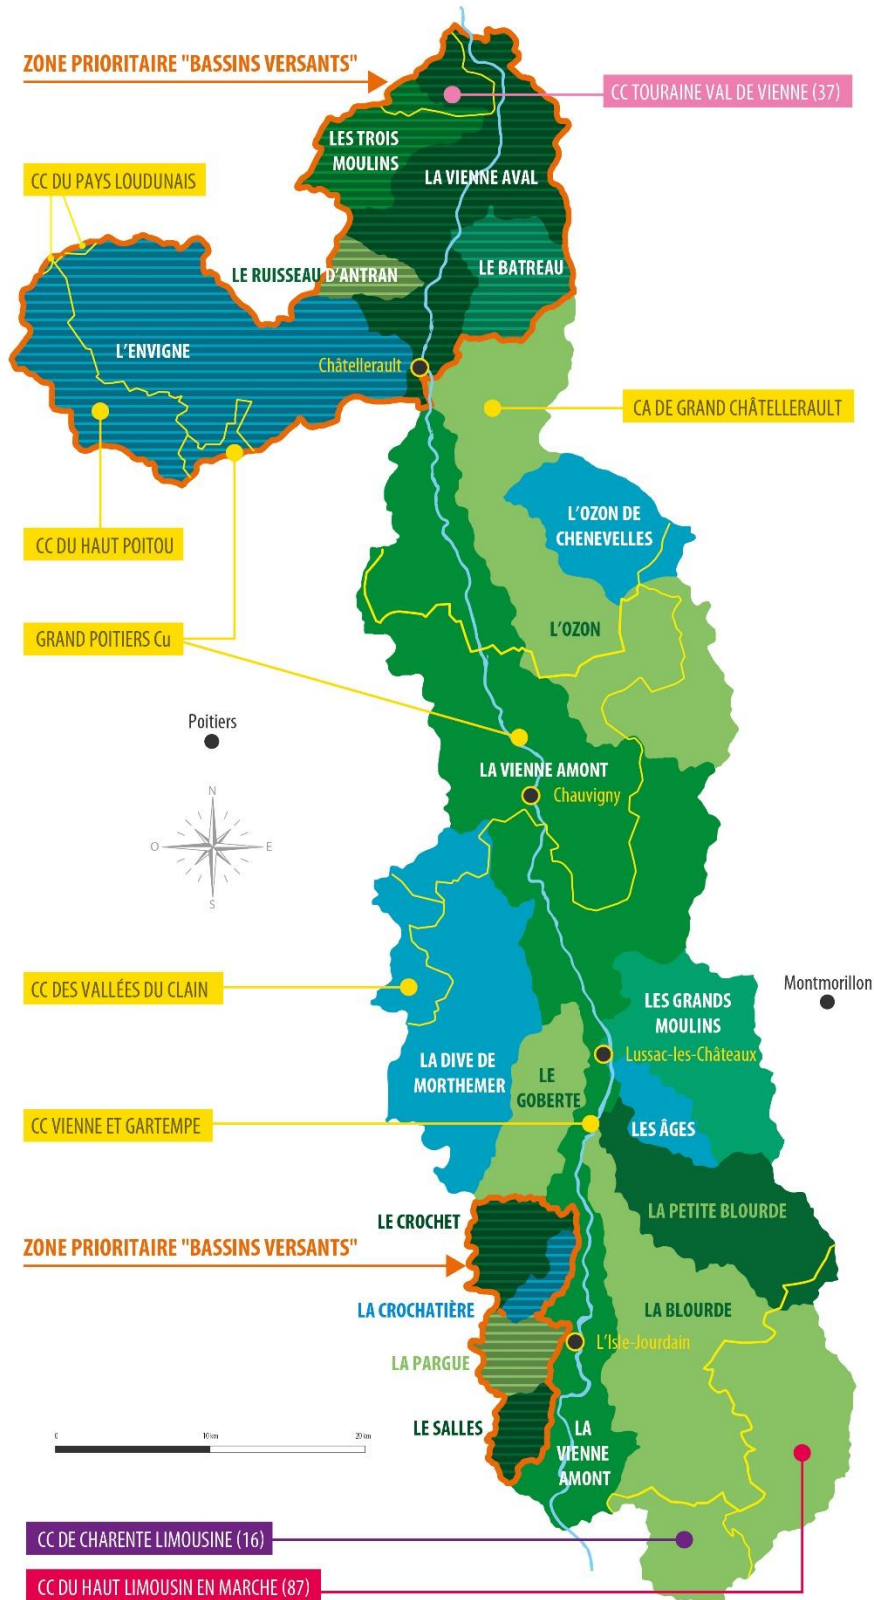 ZONE PRIORITAIRE "BASSINS VERSANTS"
CC TOURAINE VAL DE VIENNE (37)
LES TROIS
MOULINS
LA VIENNE AVAL
CC DU PAYS LOUDUNAIS
LE RUISSEAU D'ANTRAN
LE BATREAU
L'ENVIGNE
Châtellerault
CA DE GRAND CHÂTELLERAULT
L'OZON DE
CHENEVELLES
CC DU HAUT POITOU
L'OZON
GRAND POITIERS Cu
Poitiers
LA VIENNE AMONT
Chauvigny
N
O
E
S
CC DES VALLÉES DU CLAIN
Montmorillon
LES GRANDS
MOULINS
Lussac-les-Châteaux
LA DIVE DE
MORTHEMER
LE
GOBERTE
CC VIENNE ET GARTEMPE
LES ÂGES
LE CROCHET
LA PETITE BLOURDE
ZONE PRIORITAIRE "BASSINS VERSANTS"
LA CROCHATIÈRE
LA BLOURDE
L'Isle-Jourdain
LA PARGUE
LE SALLES
LA
VIENNE
AMONT
0 10 km 20 km
CC DE CHARENTE LIMOUSINE (16)
CC DU HAUT LIMOUSIN EN MARCHE (87)